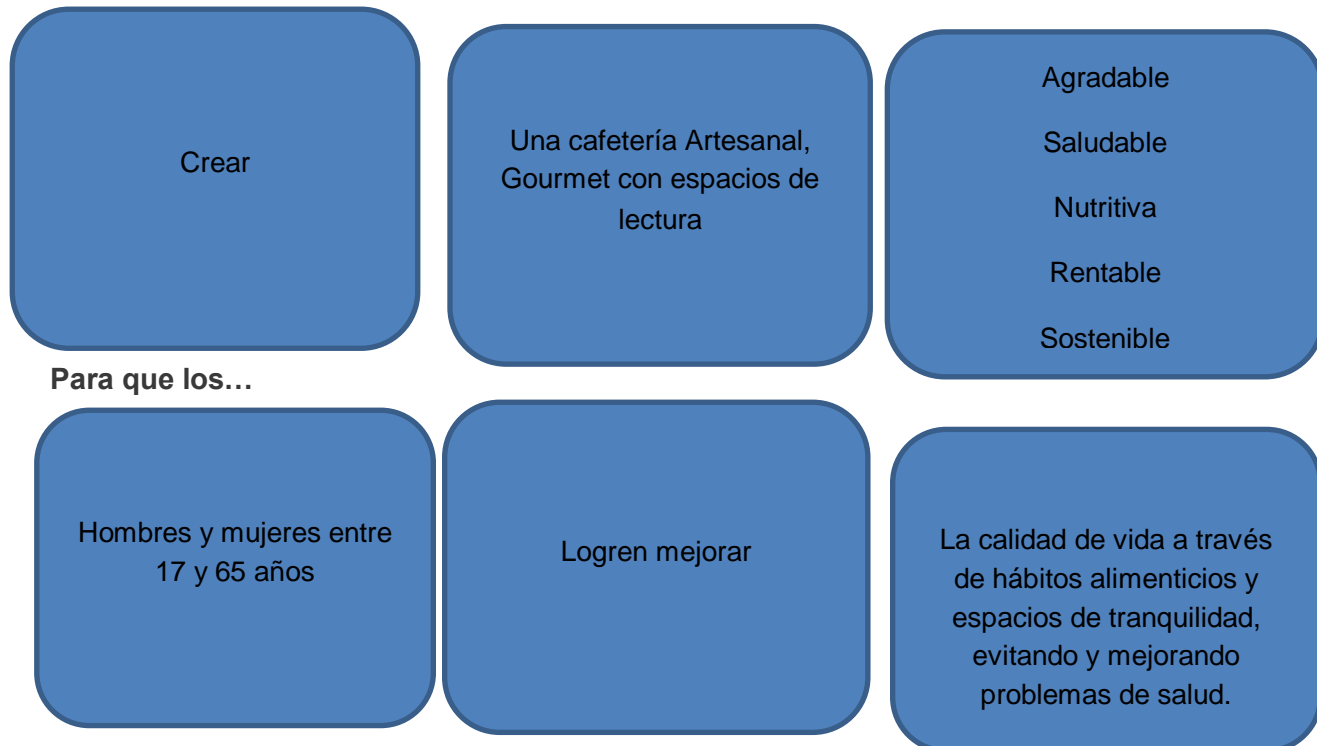 Crear
Una cafetería Artesanal,
Gourmet con espacios de
lectura
Agradable
Saludable
Nutritiva
Rentable
Sostenible
Para que los…
Hombres y mujeres entre
17 y 65 años
Logren mejorar
La calidad de vida a través
de hábitos alimenticios y
espacios de tranquilidad,
evitando y mejorando
problemas de salud.